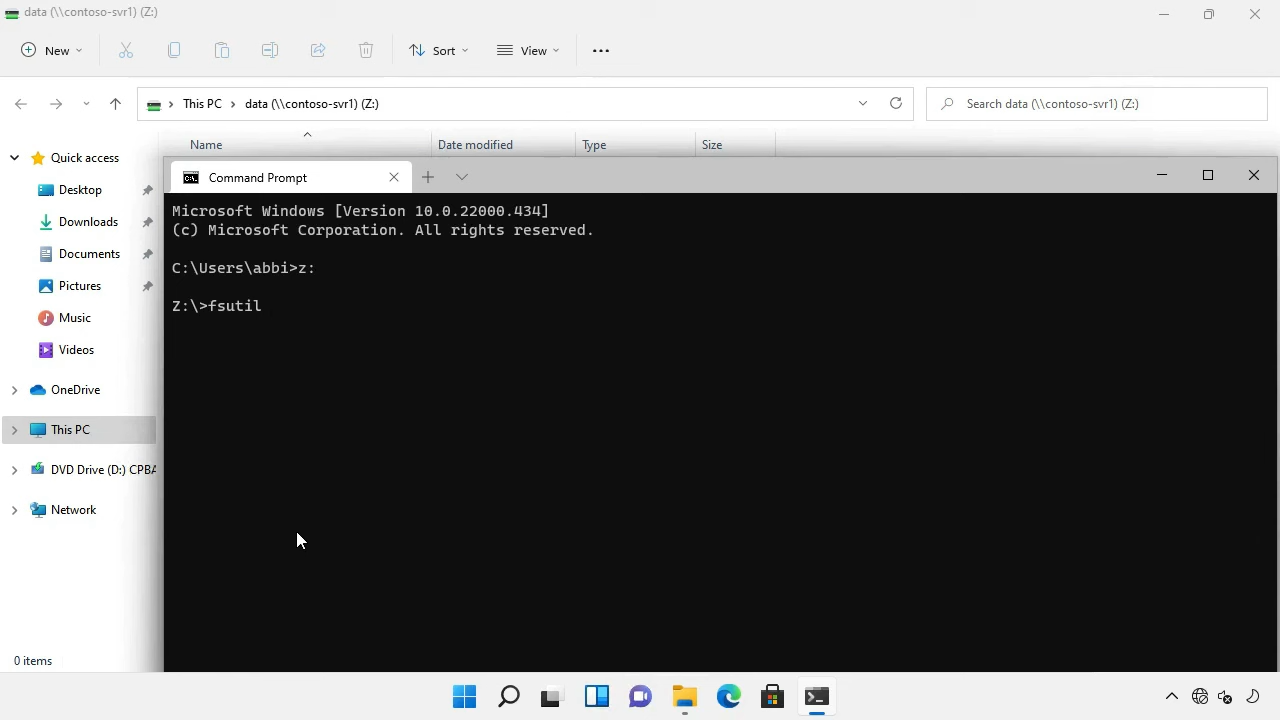 data (\\contoso-svr1) (Z:)
New
Sort
View
This PC
data (\\contoso-svr1) (Z:)
Search data (\\contoso-svr1) (Z:)
Name
Date modified
Type
Size
Quick access
Desktop
Downloads
Documents
Pictures
Music
Videos
OneDrive
This PC
DVD Drive (D:) CPBA
Network
0 items
Command Prompt
Microsoft Windows [Version 10.0.22000.434]
(c) Microsoft Corporation. All rights reserved.
C:\Users\abbi>z:
Z:\>fsutil